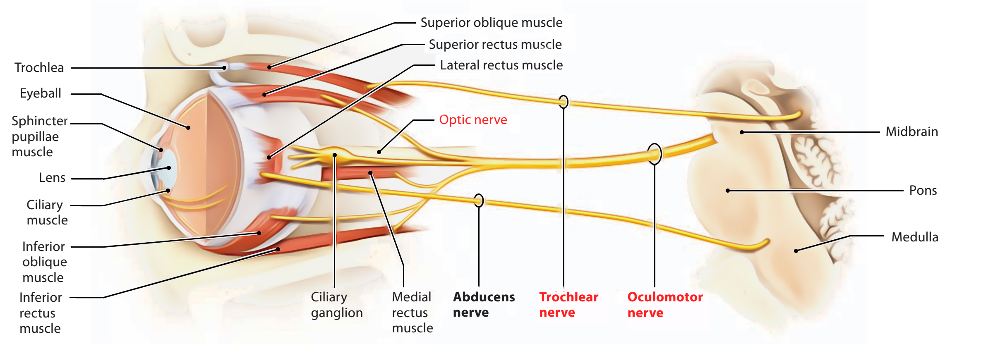 Superior oblique muscle
Superior rectus muscle
Lateral rectus muscle
Trochlea
Eyeball
Sphincter
pupillae
muscle
Lens
Ciliary
muscle
Inferior
oblique
muscle
Inferior
rectus
muscle
Optic nerve
Midbrain
Pons
Medulla
Ciliary
ganglion
Medial
rectus
muscle
Abducens
nerve
Trochlear
nerve
Oculomotor
nerve